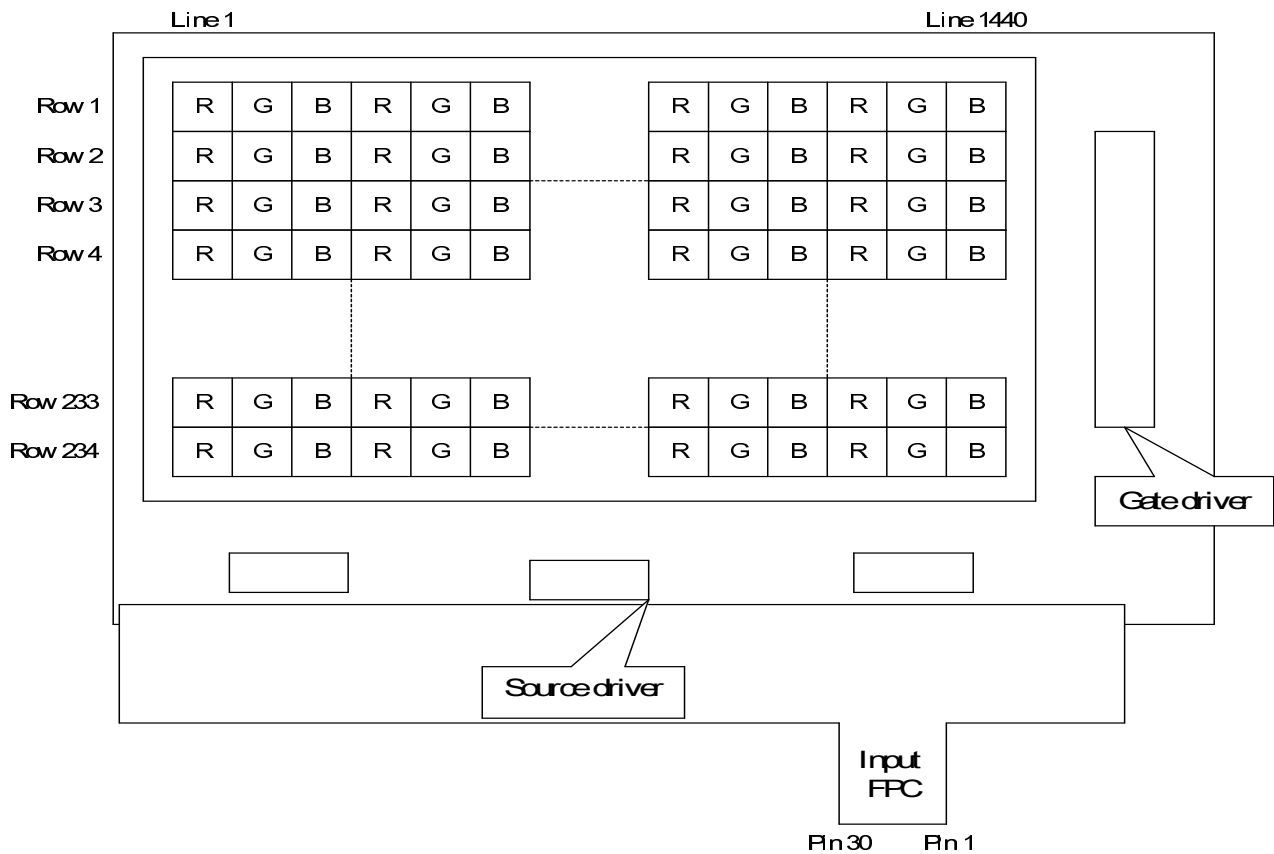 Line 1 Line 1440
Row 1 R G B R G B R G B R G B
Row 2 R G B R G B R G B R G B
Row 3 R G B R G B R G B R G B
Row 4 R G B R G B R G B R G B
Row 233 R G B R G B R G B R G B
Row 234 R G B R G B R G B R G B
Gate driver
Source driver
Input
FPC
Pin 30 Pin 1